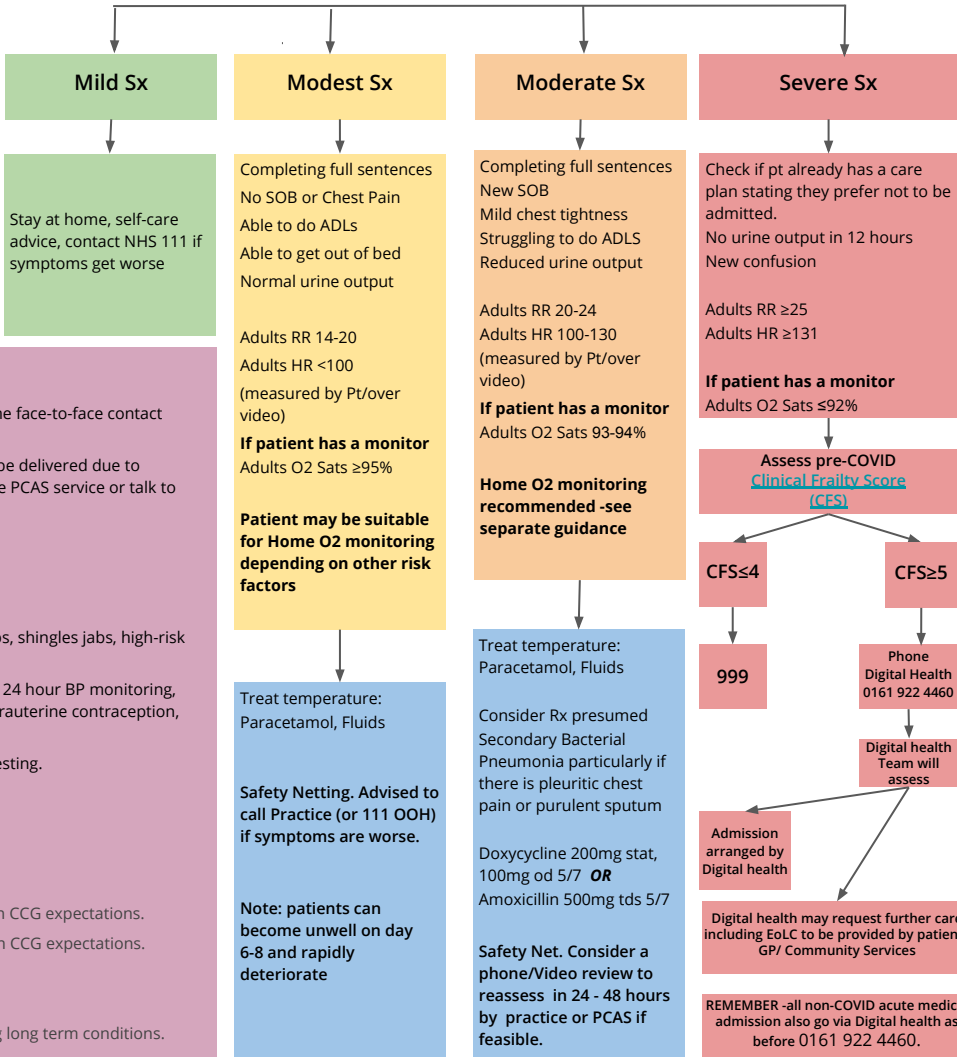 Mild Sx
Stay at home, self-care
advice, contact NHS 111 if
symptoms get worse
Modest Sx
Completing full sentences
No SOB or Chest Pain
Able to do ADLs
Able to get out of bed
Normal urine output
Adults RR 14-20
Adults HR <100
(measured by Pt/over
video)
If patient has a monitor
Adults O2 Sats ≥95%
Patient may be suitable
for Home O2 monitoring
depending on other risk
factors
Treat temperature:
Paracetamol, Fluids
Safety Netting. Advised to
call Practice (or 111 OOH)
if symptoms are worse.
Note: patients can
become unwell on day
6-8 and rapidly
deteriorate
Moderate Sx
Completing full sentences
New SOB
Mild chest tightness
Struggling to do ADLS
Reduced urine output
Adults RR 20-24
Adults HR 100-130
(measured by Pt/over
video)
If patient has a monitor
Adults O2 Sats 93-94%
Home O2 monitoring
recommended -see
separate guidance
Treat temperature:
Paracetamol, Fluids
Consider Rx presumed
Secondary Bacterial
Pneumonia particularly if
there is pleuritic chest
pain or purulent sputum
Doxycycline 200mg stat,
100mg od 5/7 OR
Amoxicillin 500mg tds 5/7
Safety Net. Consider a
phone/Video review to
reassess in 24 - 48 hours
by practice or PCAS if
feasible.
Severe Sx
Check if pt already has a care
plan stating they prefer not to be
admitted.
No urine output in 12 hours
New confusion
Adults RR ≥25
Adults HR ≥131
If patient has a monitor
Adults O2 Sats ≤92%
Assess pre-COVID
Clinical Frailty Score
(CFS)
CFS≤4
999
CFS≥5
Phone
Digital Health
0161 922 4460
Digital health
Team will
assess
Admission
arranged by
Digital health
Digital health may request further care
including EoLC to be provided by
GP/ Community Services
REMEMBER -all non-COVID acute
admission also go via Digital health as
before 0161 922 4460.
face-to-face contact
be delivered due to
PCAS service or talk to
shingles jabs, high-risk
24 hour BP monitoring,
contraception,
CCG expectations.
CCG expectations.
long term conditions.